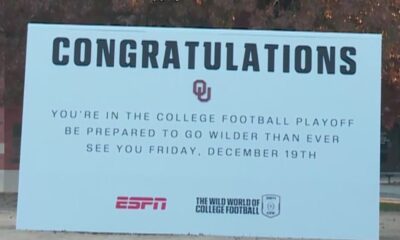 CONGRATULATIONS
OU
YOU'RE IN THE COLLEGE FOOTBALL PLAYOFF
BE PREPARED TO GO WILDER THAN EVER
SEE YOU FRIDAY, DECEMBER 19TH
ESPN
THE WILD WORLD OF
COLLEGE FOOTBALL